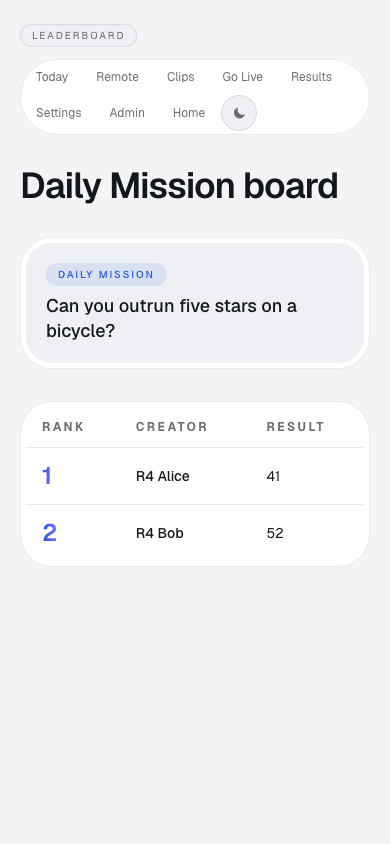 LEADERBOARD
Today Remote Clips Go Live Results
Settings Admin Home
Daily Mission board
DAILY MISSION
Can you outrun five stars on a
bicycle?
RANK CREATOR RESULT
1 R4 Alice 41
2 R4 Bob 52